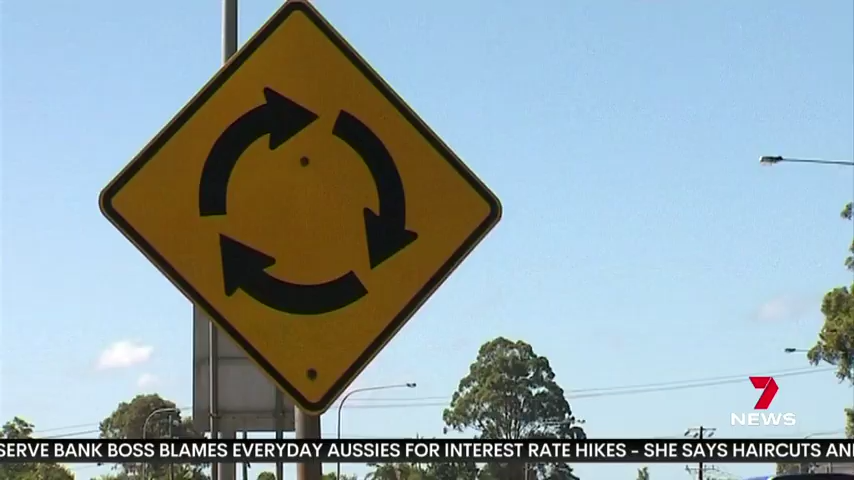 7
NEWS
SERVE BANK BOSS BLAMES EVERYDAY AUSSIES FOR INTEREST RATE HIKES - SHE SAYS HAIRCUTS AN